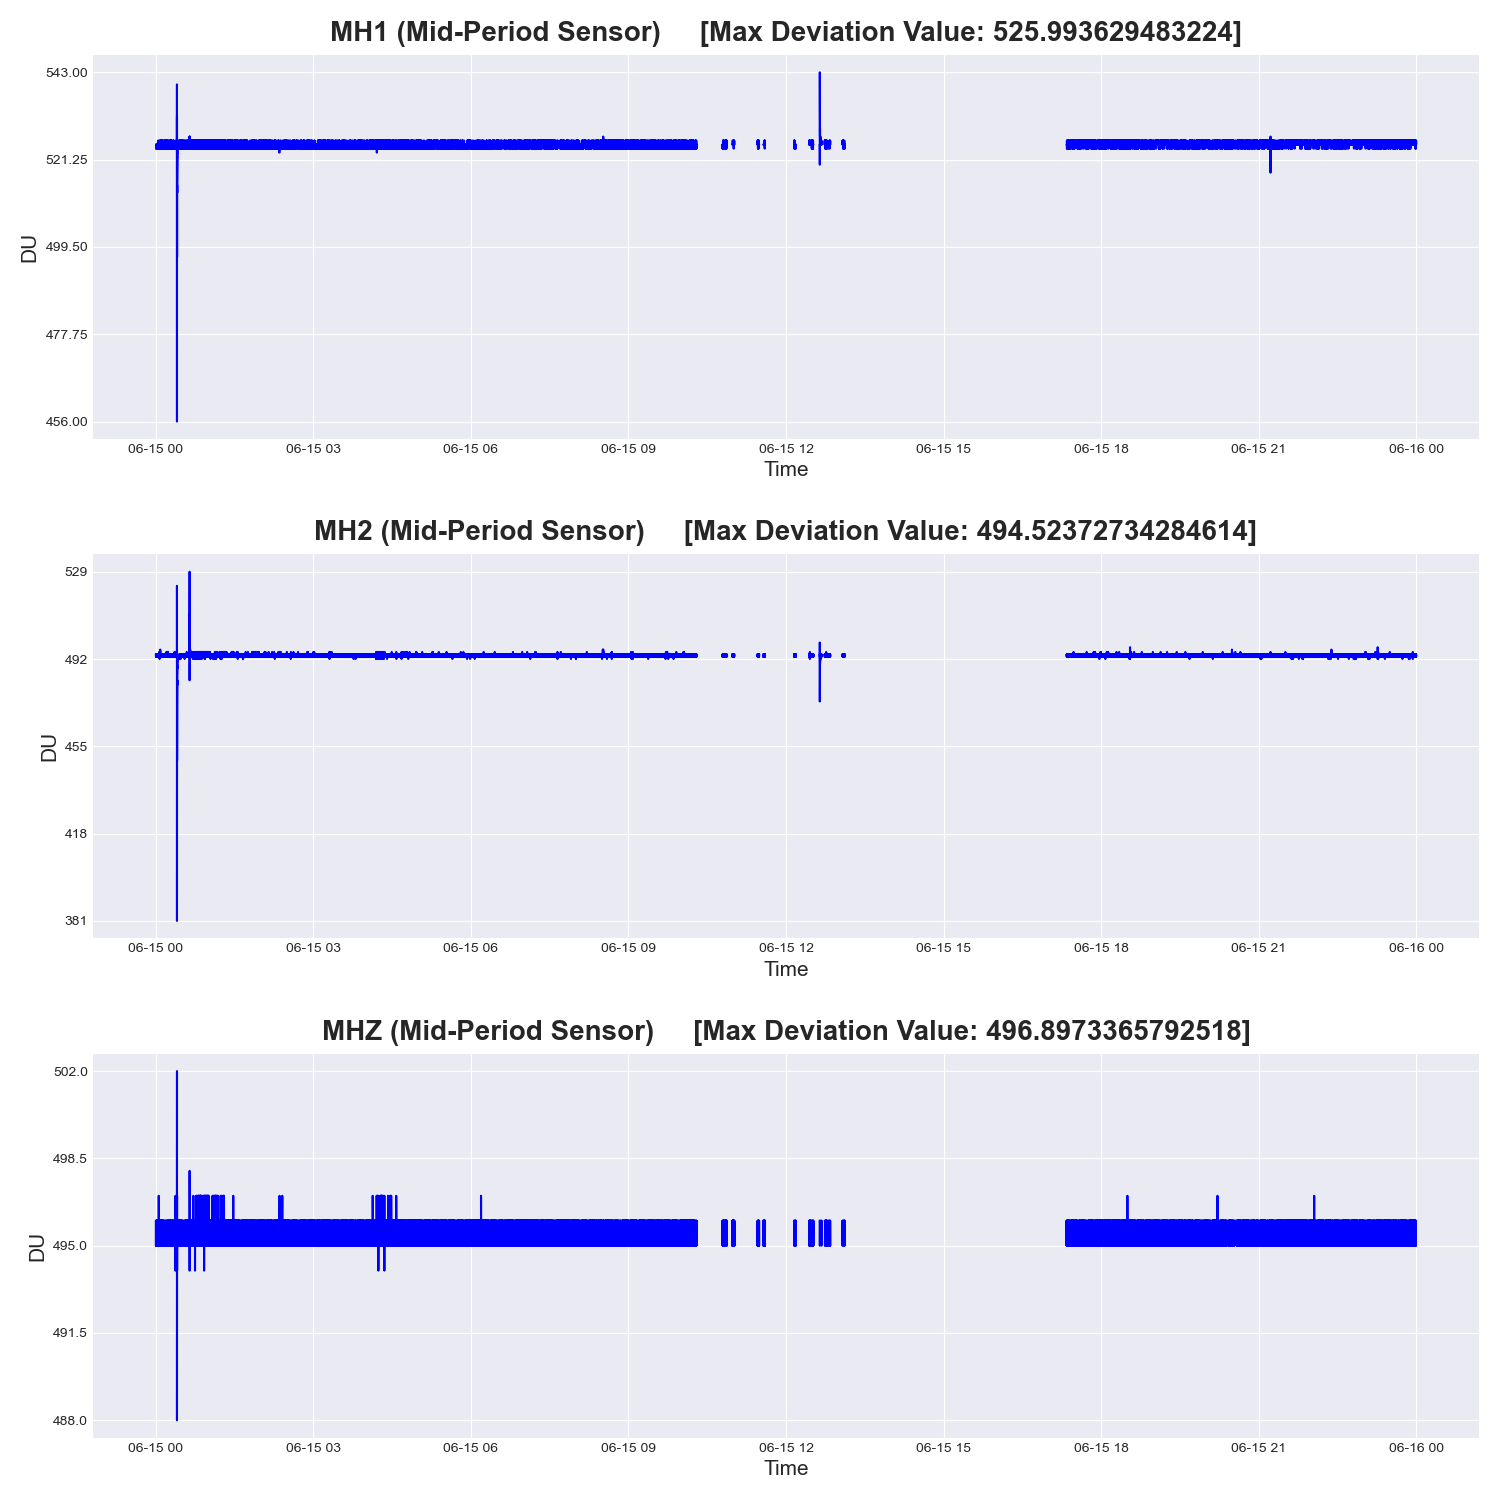 MH1 (Mid-Period Sensor) [Max Deviation Value: 525.993629483224]
543.00
521.25
499.50
477.75
456.00
DU
06-15 00 06-15 03 06-15 06 06-15 09 06-15 12 06-15 15 06-15 18 06-15 21 06-16 00
Time
MH2 (Mid-Period Sensor) [Max Deviation Value: 494.52372734284614]
529
492
455
418
381
DU
06-15 00 06-15 03 06-15 06 06-15 09 06-15 12 06-15 15 06-15 18 06-15 21 06-16 00
Time
MHZ (Mid-Period Sensor) [Max Deviation Value: 496.8973365792518]
502.0
498.5
495.0
491.5
488.0
DU
06-15 00 06-15 03 06-15 06 06-15 09 06-15 12 06-15 15 06-15 18 06-15 21 06-16 00
Time